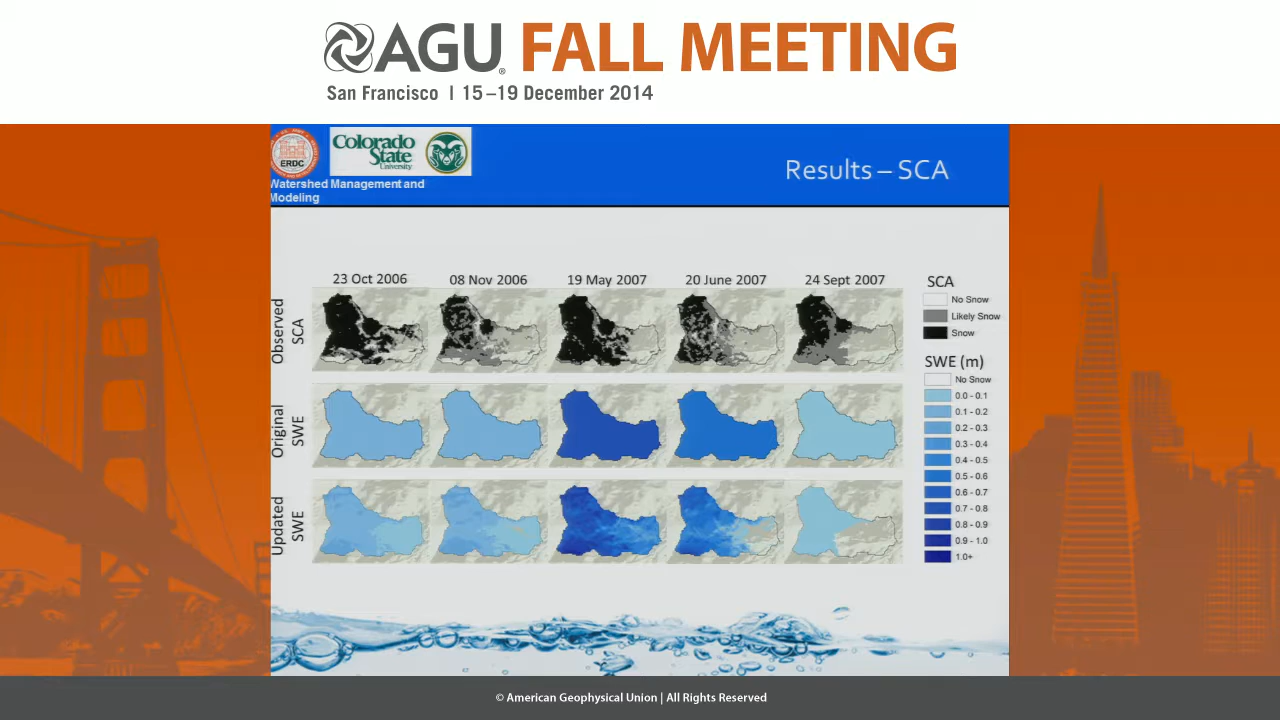 AGU® FALL MEETING
San Francisco | 15–19 December 2014
ERDC
Colorado
State
University
Watershed Management and
Modeling
Results – SCA
23 Oct 2006
08 Nov 2006
19 May 2007
20 June 2007
24 Sept 2007
Observed
SCA
Original
SWE
Updated
SWE
SCA
No Snow
Likely Snow
Snow
SWE (m)
No Snow
0.0 - 0.1
0.1 - 0.2
0.2 - 0.3
0.3 - 0.4
0.4 - 0.5
0.5 - 0.6
0.6 - 0.7
0.7 - 0.8
0.8 - 0.9
0.9 - 1.0
1.0+
© American Geophysical Union | All Rights Reserved